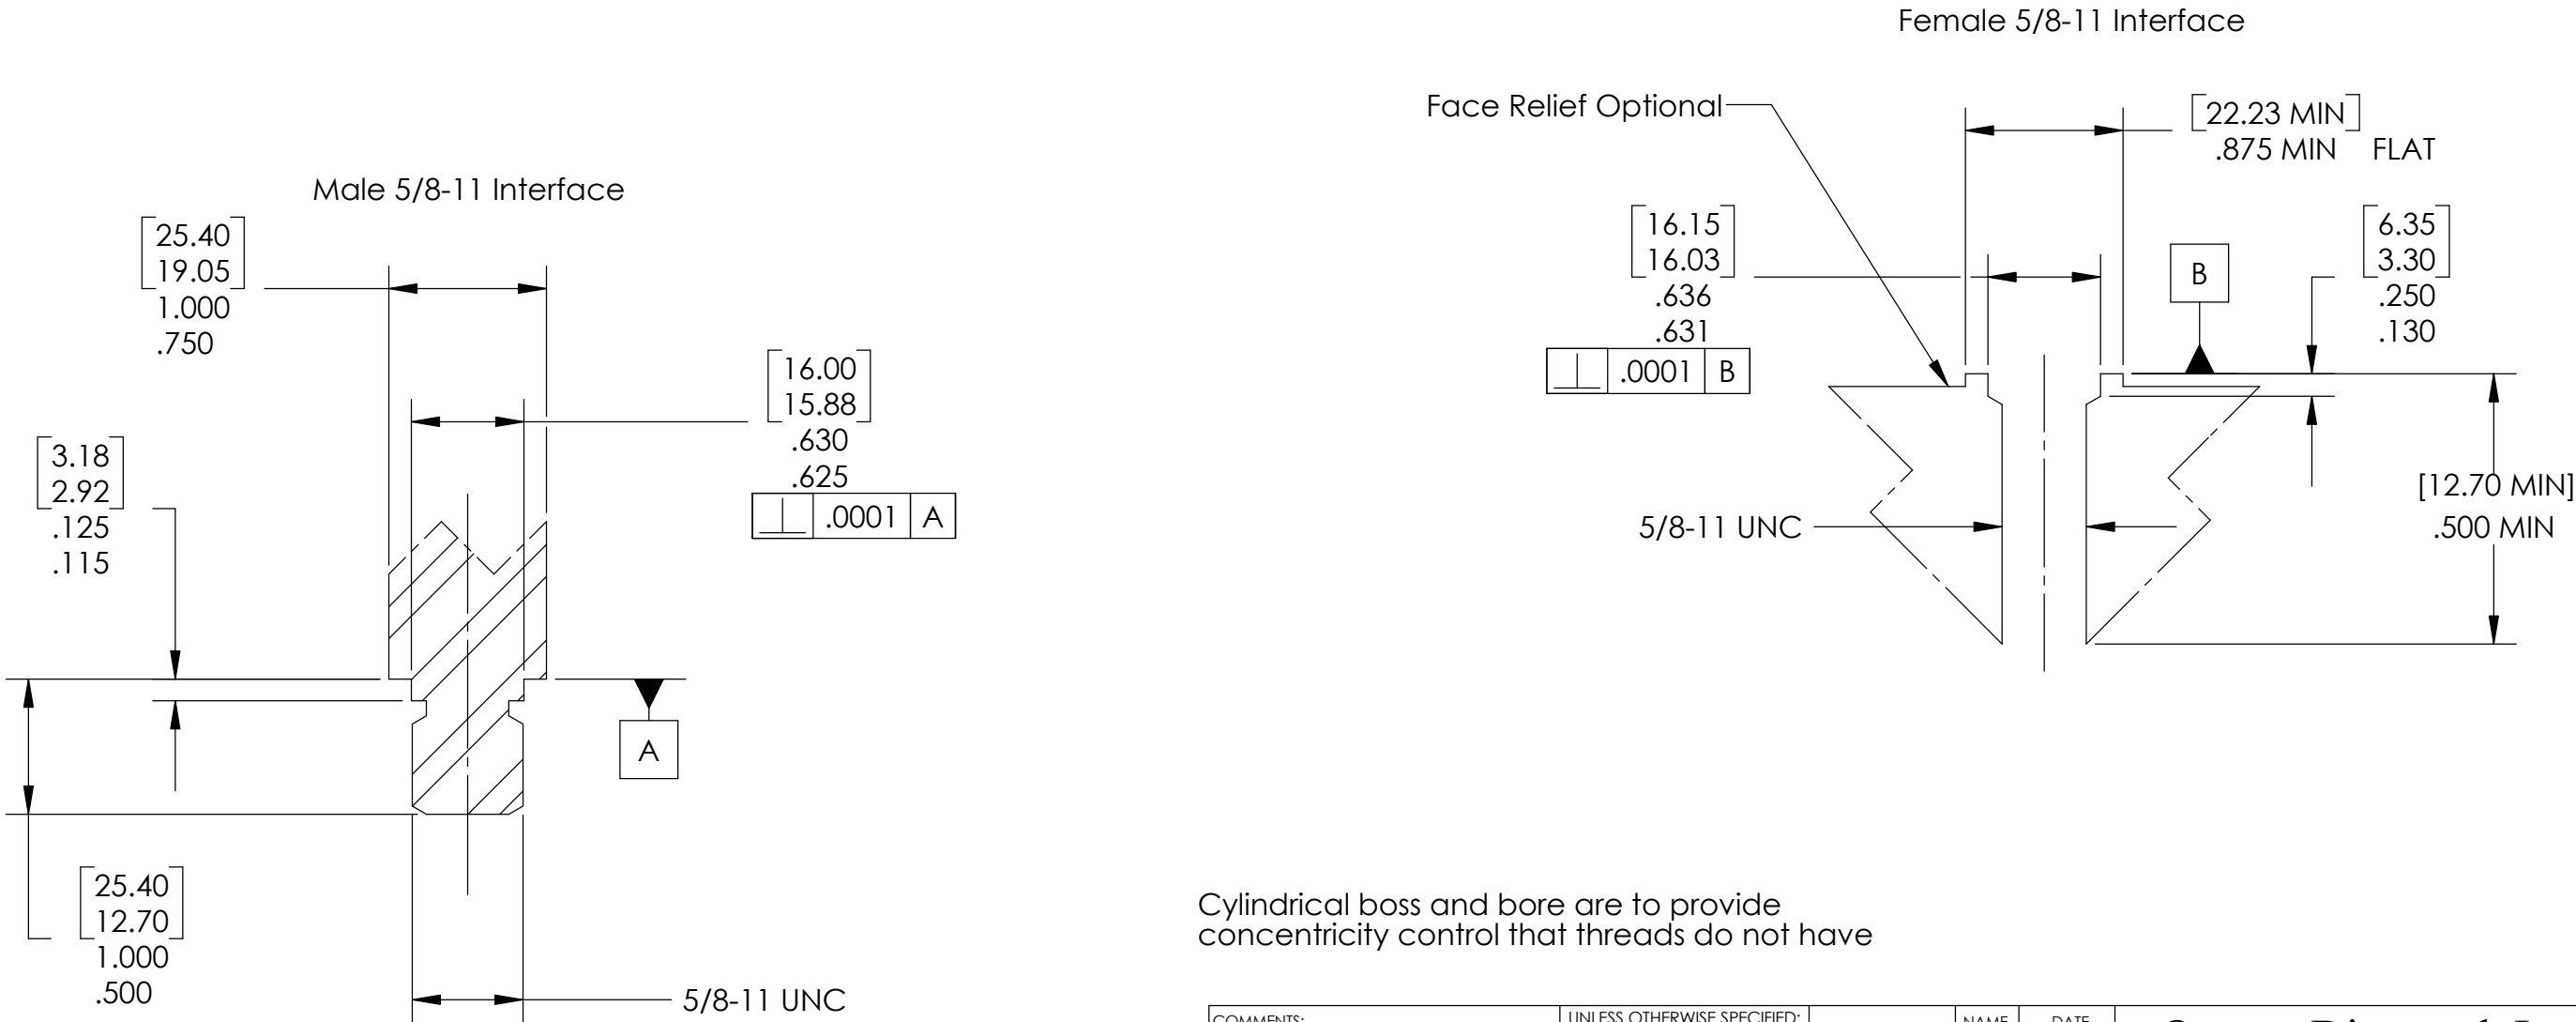 Female 5/8-11 Interface
Face Relief Optional
[22.23 MIN]
.875 MIN FLAT
Male 5/8-11 Interface
[25.40
19.05]
1.000
.750
[16.15
16.03]
.636
.631
⊥ .0001 B
B
[6.35
3.30]
.250
.130
[16.00
15.88]
.630
.625
⊥ .0001 A
[3.18
2.92]
.125
.115
5/8-11 UNC
[12.70 MIN]
.500 MIN
A
[25.40
12.70]
1.000
.500
5/8-11 UNC
Cylindrical boss and bore are to provide
concentricity control that threads do not have
COMMENTS:
UNLESS OTHERWISE SPECIFIED:
NAME
DATE